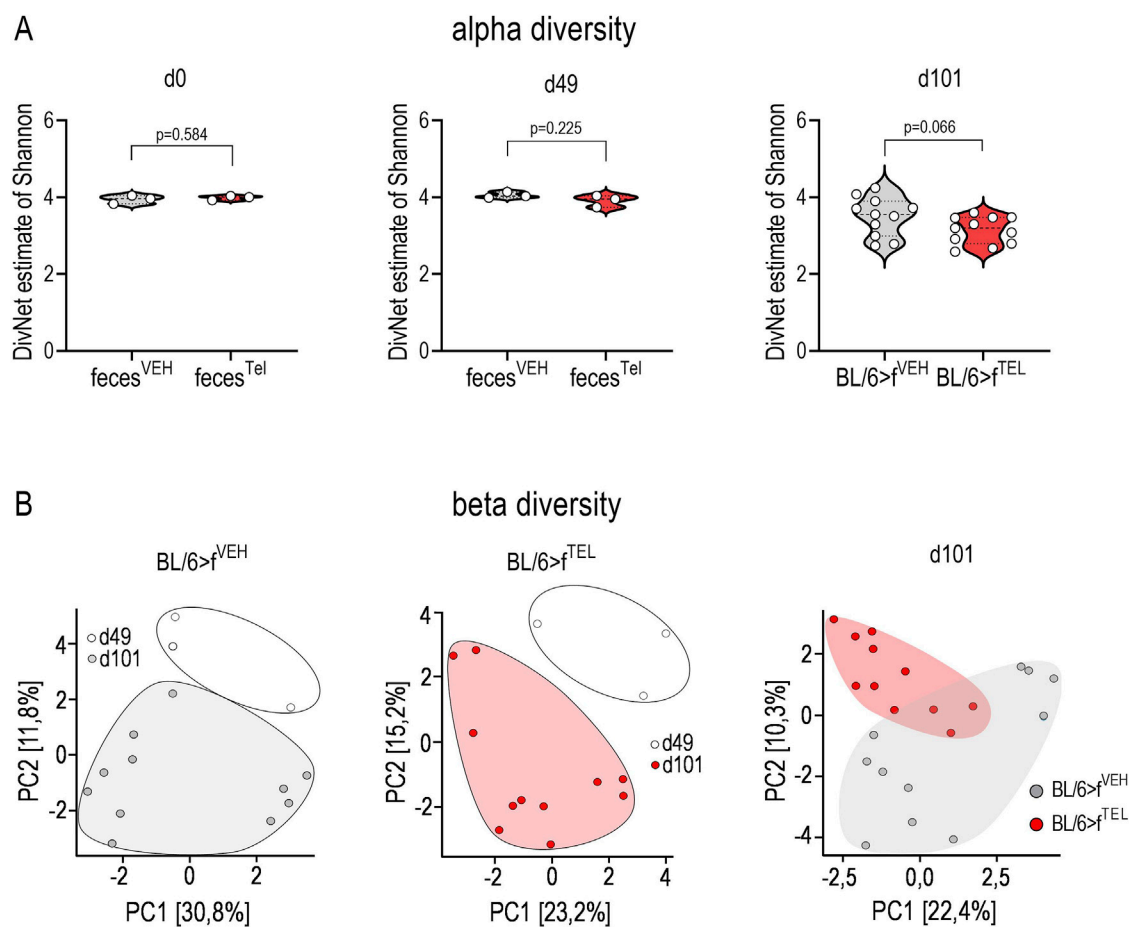 A
alpha diversity
d0
d49
d101
DivNet estimate of Shannon
6
4
2
0
p=0.584
feces^VEH
feces^Tel
DivNet estimate of Shannon
6
4
2
0
p=0.225
feces^VEH
feces^Tel
DivNet estimate of Shannon
6
4
2
0
p=0.066
BL/6>f^VEH
BL/6>f^TEL
B
beta diversity
BL/6>f^VEH
BL/6>f^TEL
d101
PC2 [11,8%]
4
2
0
-2
d49
d101
-2
0
2
PC1 [30,8%]
PC2 [15,2%]
4
2
0
-2
d49
d101
-2
0
2
4
PC1 [23,2%]
PC2 [10,3%]
2
0
-2
-4
BL/6>f^VEH
BL/6>f^TEL
-2,5
0,0
2,5
PC1 [22,4%]